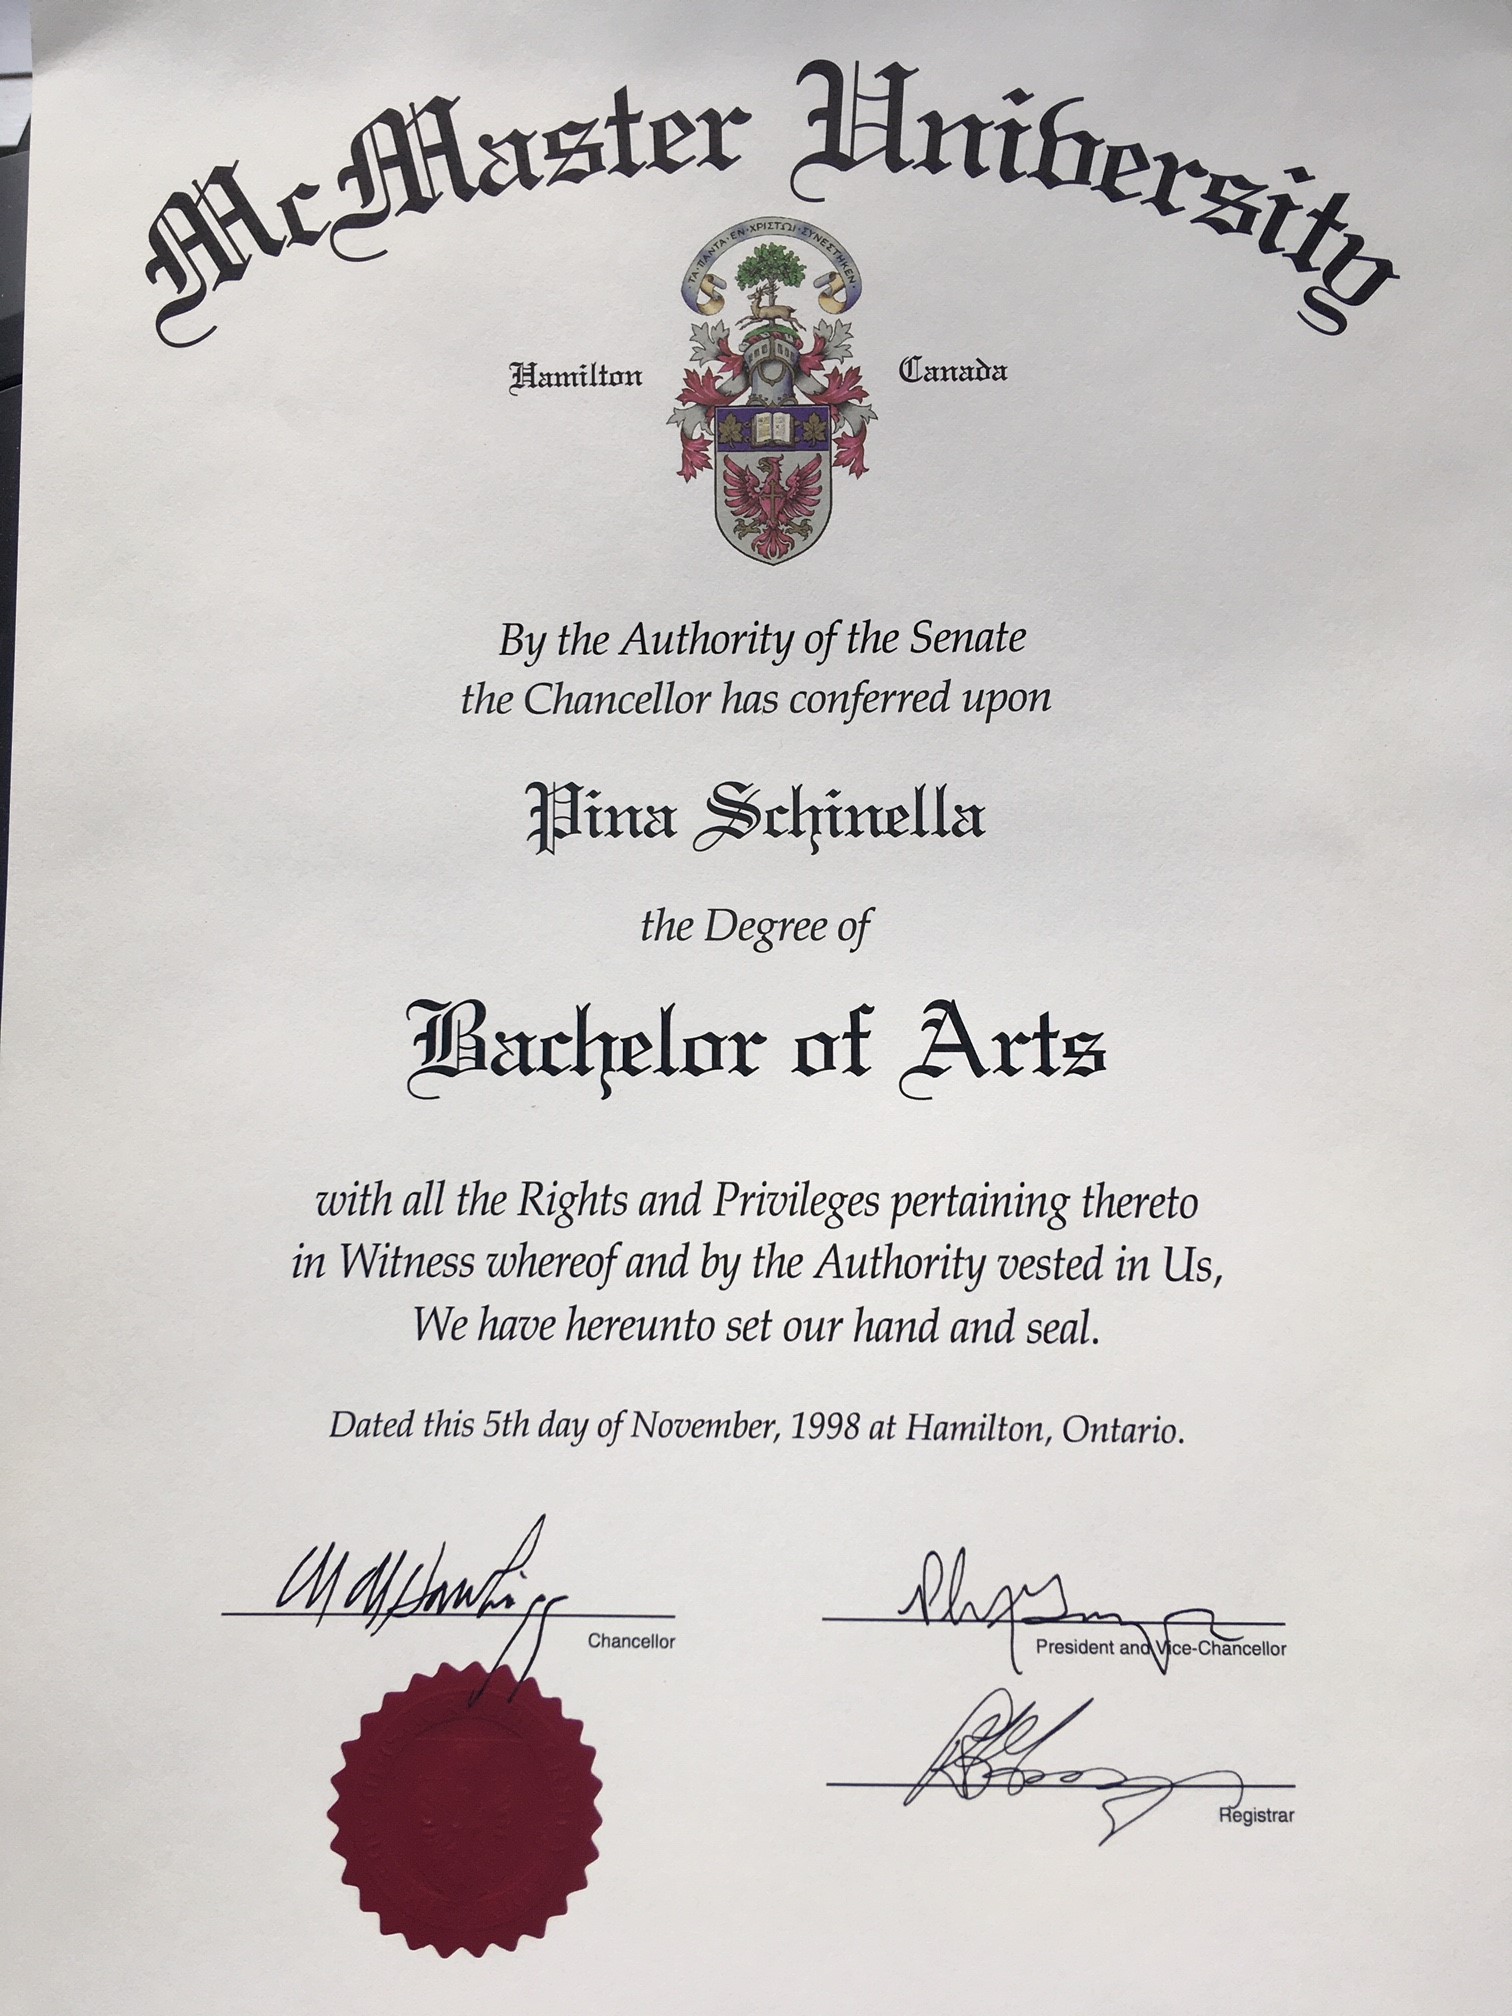 McMaster University
ΤΑ·ΠΑΝΤΑ·ΕΝ·ΧΡΙΣΤΩΙ·ΣΥΝΕΣΤΗΚΕΝ
Hamilton Canada
By the Authority of the Senate
the Chancellor has conferred upon
Pina Schinella
the Degree of
Bachelor of Arts
with all the Rights and Privileges pertaining thereto
in Witness whereof and by the Authority vested in Us,
We have hereunto set our hand and seal.
Dated this 5th day of November, 1998 at Hamilton, Ontario.
Chancellor
President and Vice-Chancellor
Registrar